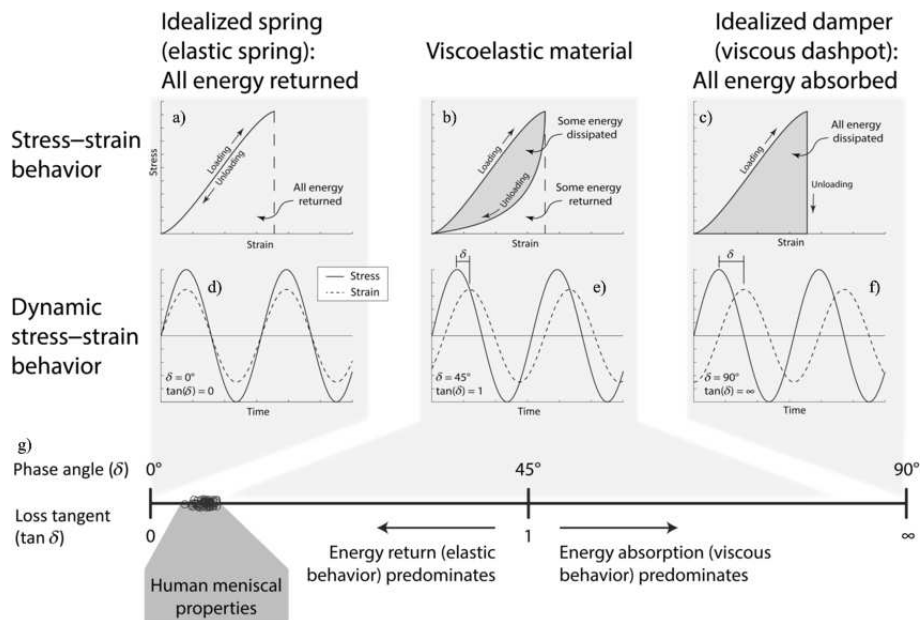 Idealized spring
(elastic spring):
All energy returned
Viscoelastic material
Idealized damper
(viscous dashpot):
All energy absorbed
Stress–strain
behavior
a)
Stress
Loading
Unloading
All energy
returned
Strain
b)
Loading
Unloading
Some energy
dissipated
Some energy
returned
Strain
c)
Loading
All energy
dissipated
Unloading
Strain
Dynamic
stress–strain
behavior
d)
Stress
Strain
δ = 0°
tan(δ) = 0
Time
δ
e)
δ = 45°
tan(δ) = 1
Time
δ
f)
δ = 90°
tan(δ) = ∞
Time
g)
Phase angle (δ)
0°
45°
90°
Loss tangent
(tan δ)
0
1
∞
Energy return (elastic
behavior) predominates
Energy absorption (viscous
behavior) predominates
Human meniscal
properties